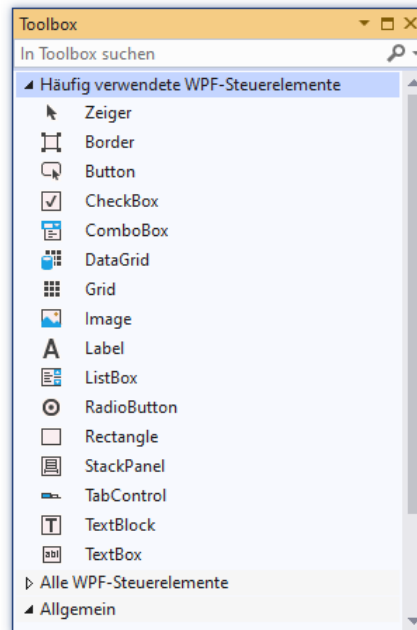 Toolbox
In Toolbox suchen
Häufig verwendete WPF-Steuerelemente
Zeiger
Border
Button
CheckBox
ComboBox
DataGrid
Grid
Image
A Label
ListBox
RadioButton
Rectangle
StackPanel
TabControl
T TextBlock
abl TextBox
Alle WPF-Steuerelemente
Allgemein